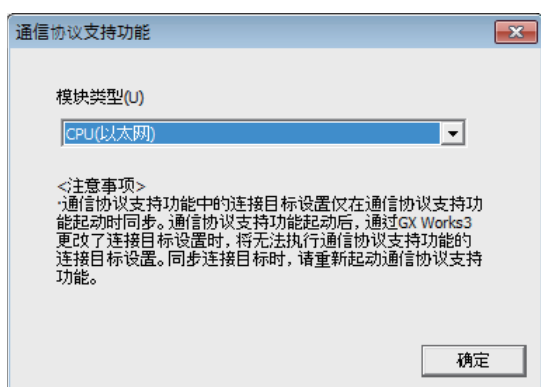 通信协议支持功能
模块类型(U)
CPU(以太网)
<注意事项>
·通信协议支持功能中的连接目标设置仅在通信协议支持功
能起动时同步。通信协议支持功能起动后，通过GX Works3
更改了连接目标设置时，将无法执行通信协议支持功能的
连接目标设置。同步连接目标时，请重新起动通信协议支持
功能。
确定